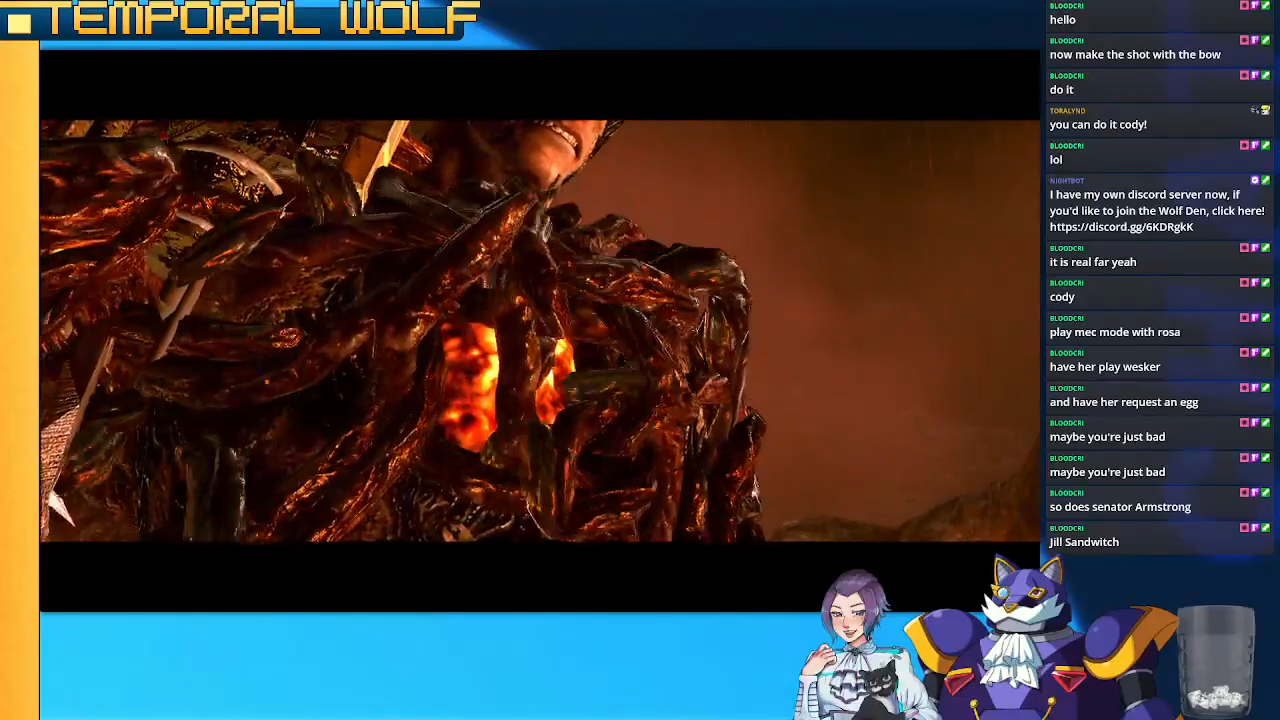 TEMPORAL WOLF
BLOODCRI
hello
BLOODCRI
now make the shot with the bow
BLOODCRI
do it
TORALYND
you can do it cody!
BLOODCRI
lol
NIGHTBOT
I have my own discord server now, if
you'd like to join the Wolf Den, click here!
https://discord.gg/6KDRgkK
BLOODCRI
it is real far yeah
BLOODCRI
cody
BLOODCRI
play mec mode with rosa
BLOODCRI
have her play wesker
BLOODCRI
and have her request an egg
BLOODCRI
maybe you're just bad
BLOODCRI
maybe you're just bad
BLOODCRI
so does senator Armstrong
BLOODCRI
Jill Sandwitch